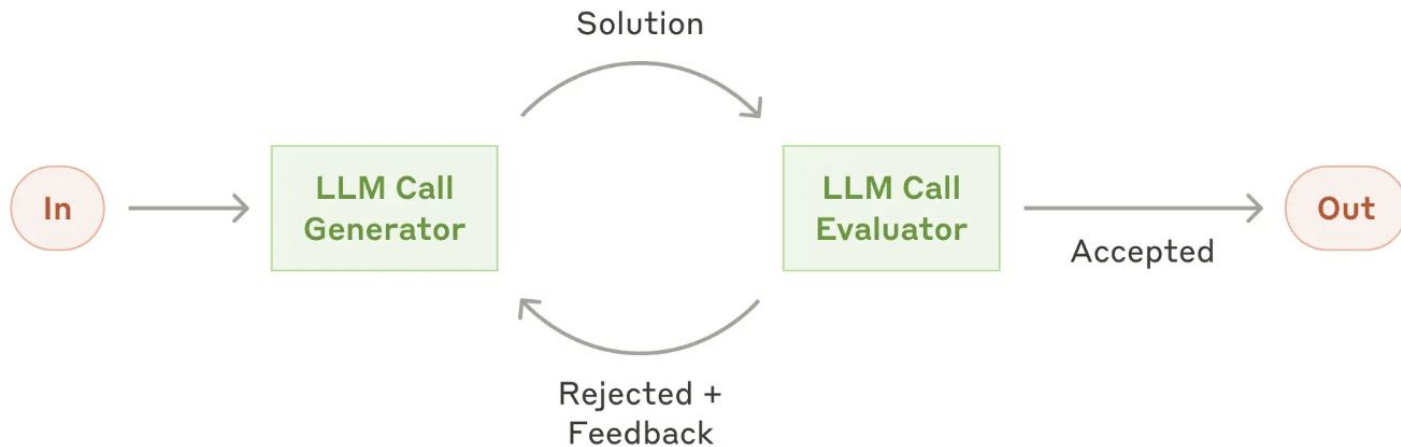 Solution
In
LLM Call
Generator
LLM Call
Evaluator
Accepted
Out
Rejected +
Feedback